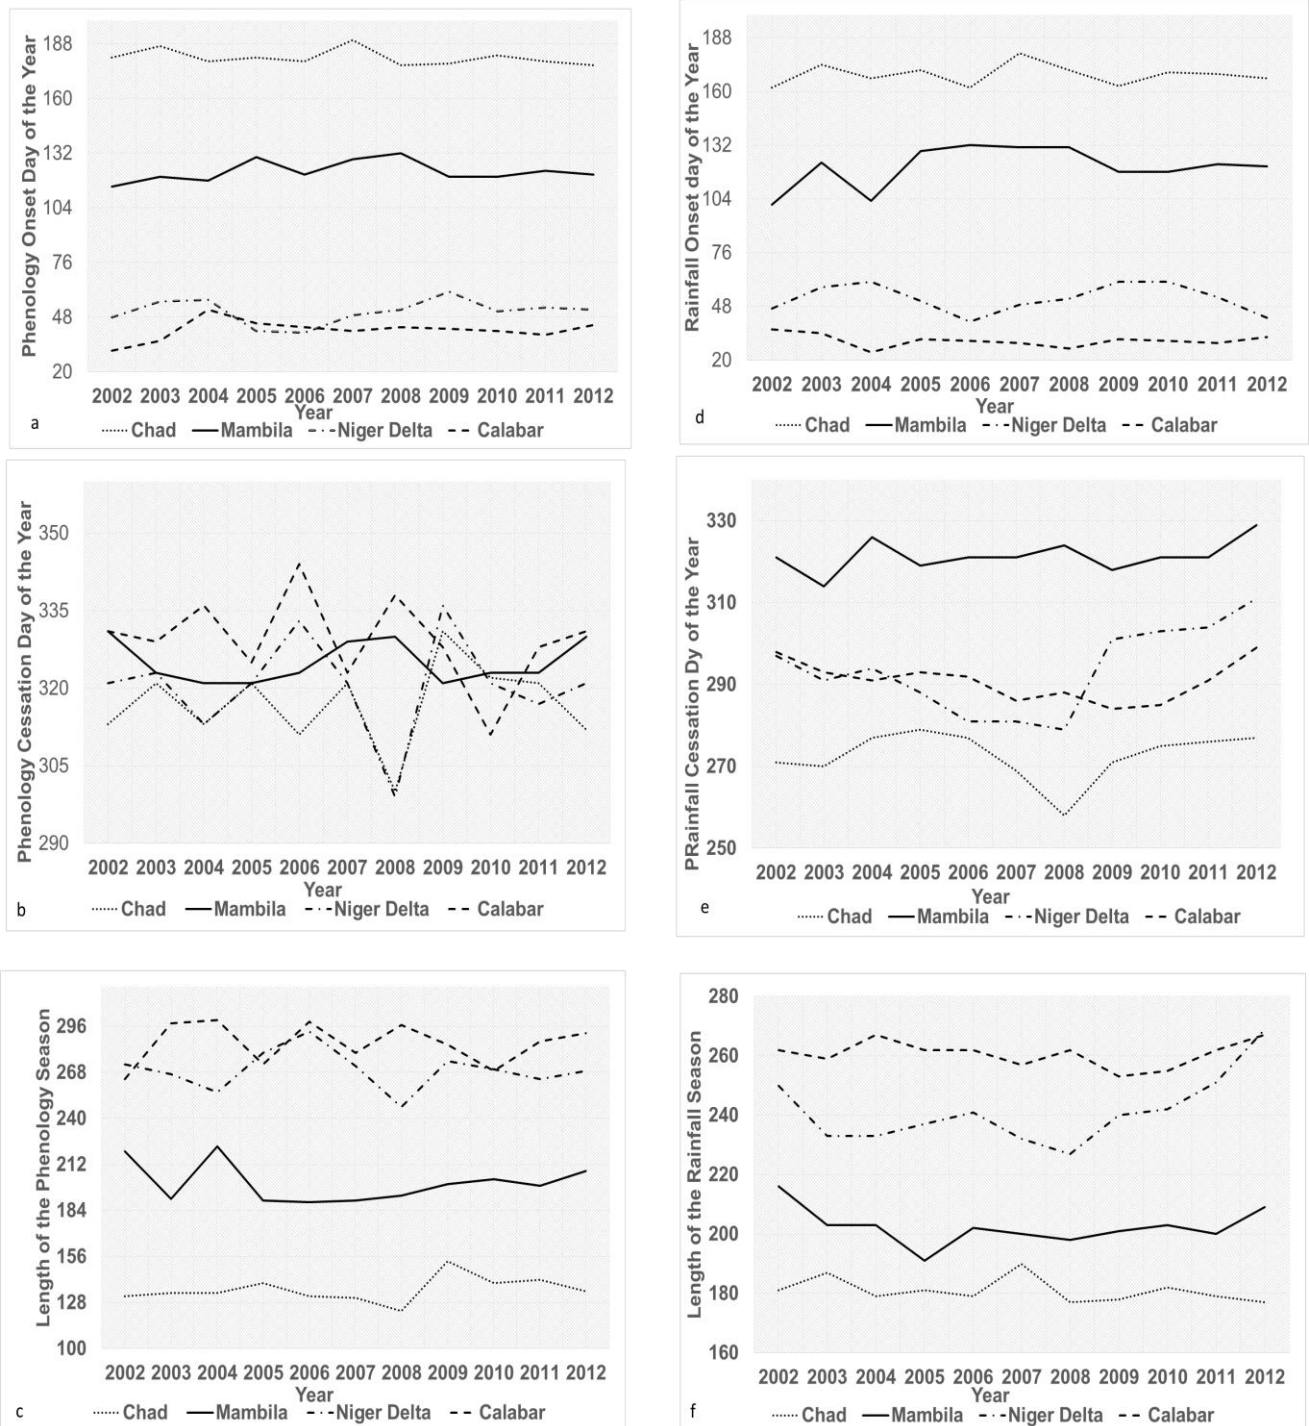 Phenology Onset Day of the Year
188
160
132
104
76
48
20
2002 2003 2004 2005 2006 2007 2008 2009 2010 2011 2012
Year
a
Chad Mambila Niger Delta Calabar
Rainfall Onset day of the Year
188
160
132
104
76
48
20
2002 2003 2004 2005 2006 2007 2008 2009 2010 2011 2012
Year
d
Chad Mambila Niger Delta Calabar
Phenology Cessation Day of the Year
350
335
320
305
290
2002 2003 2004 2005 2006 2007 2008 2009 2010 2011 2012
Year
b
Chad Mambila Niger Delta Calabar
PRainfall Cessation Dy of the Year
330
310
290
270
250
2002 2003 2004 2005 2006 2007 2008 2009 2010 2011 2012
Year
e
Chad Mambila Niger Delta Calabar
Length of the Phenology Season
296
268
240
212
184
156
128
100
2002 2003 2004 2005 2006 2007 2008 2009 2010 2011 2012
Year
c
Chad Mambila Niger Delta Calabar
Length of the Rainfall Season
280
260
240
220
200
180
160
2002 2003 2004 2005 2006 2007 2008 2009 2010 2011 2012
Year
f
Chad Mambila Niger Delta Calabar